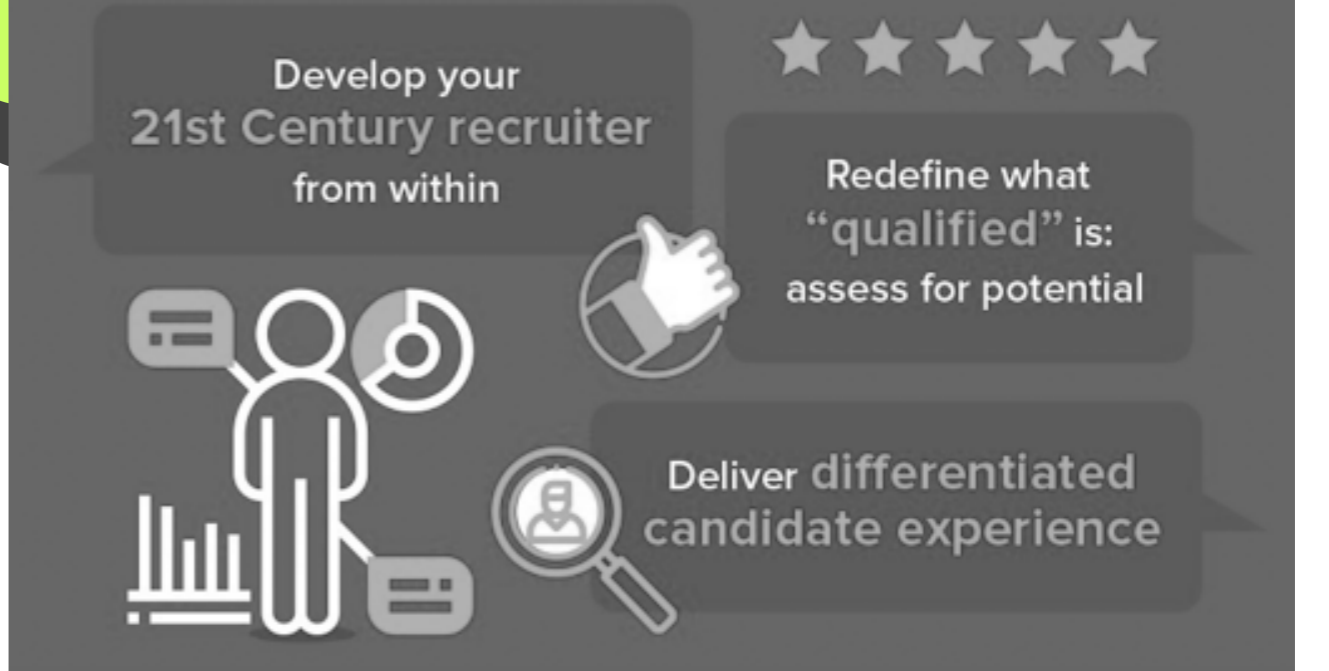 Develop your
21st Century recruiter
from within
Redefine what
“qualified” is:
assess for potential
Deliver differentiated
candidate experience